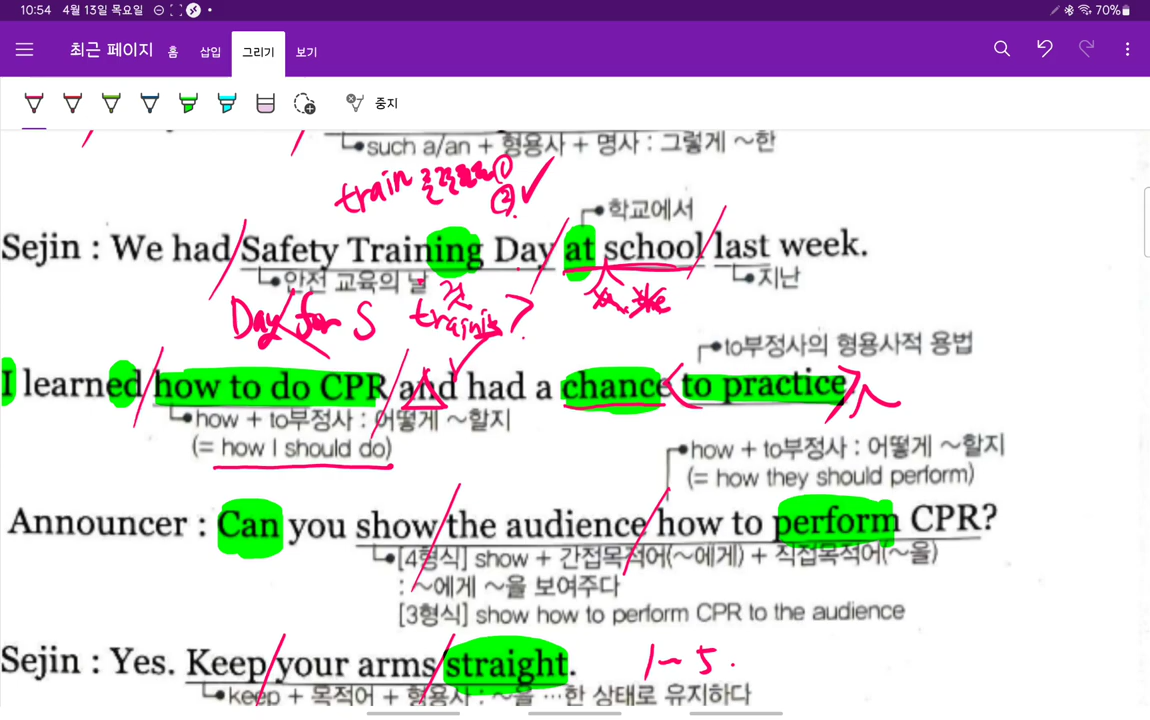 10:54 4월 13일 목요일 70%
최근 페이지 홈 삽입 그리기 보기
중지
such a/an + 형용사 + 명사 : 그렇게 ~한
train ①
②
학교에서
Sejin : We had Safety Training Day at school last week.
안전 교육의 날
지난
Day for S 것 ?
to부정사의 형용사적 용법
I learned how to do CPR and had a chance to practice
how + to부정사 : 어떻게 ~할지
(= how I should do)
how + to부정사 : 어떻게 ~할지
(= how they should perform)
Announcer : Can you show the audience how to perform CPR?
[4형식] show + 간접목적어(~에게) + 직접목적어(~을)
: ~에게 ~을 보여주다
[3형식] show how to perform CPR to the audience
Sejin : Yes. Keep your arms straight. 1~5.
keep + 목적어 + 형용사 : ~을 …한 상태로 유지하다